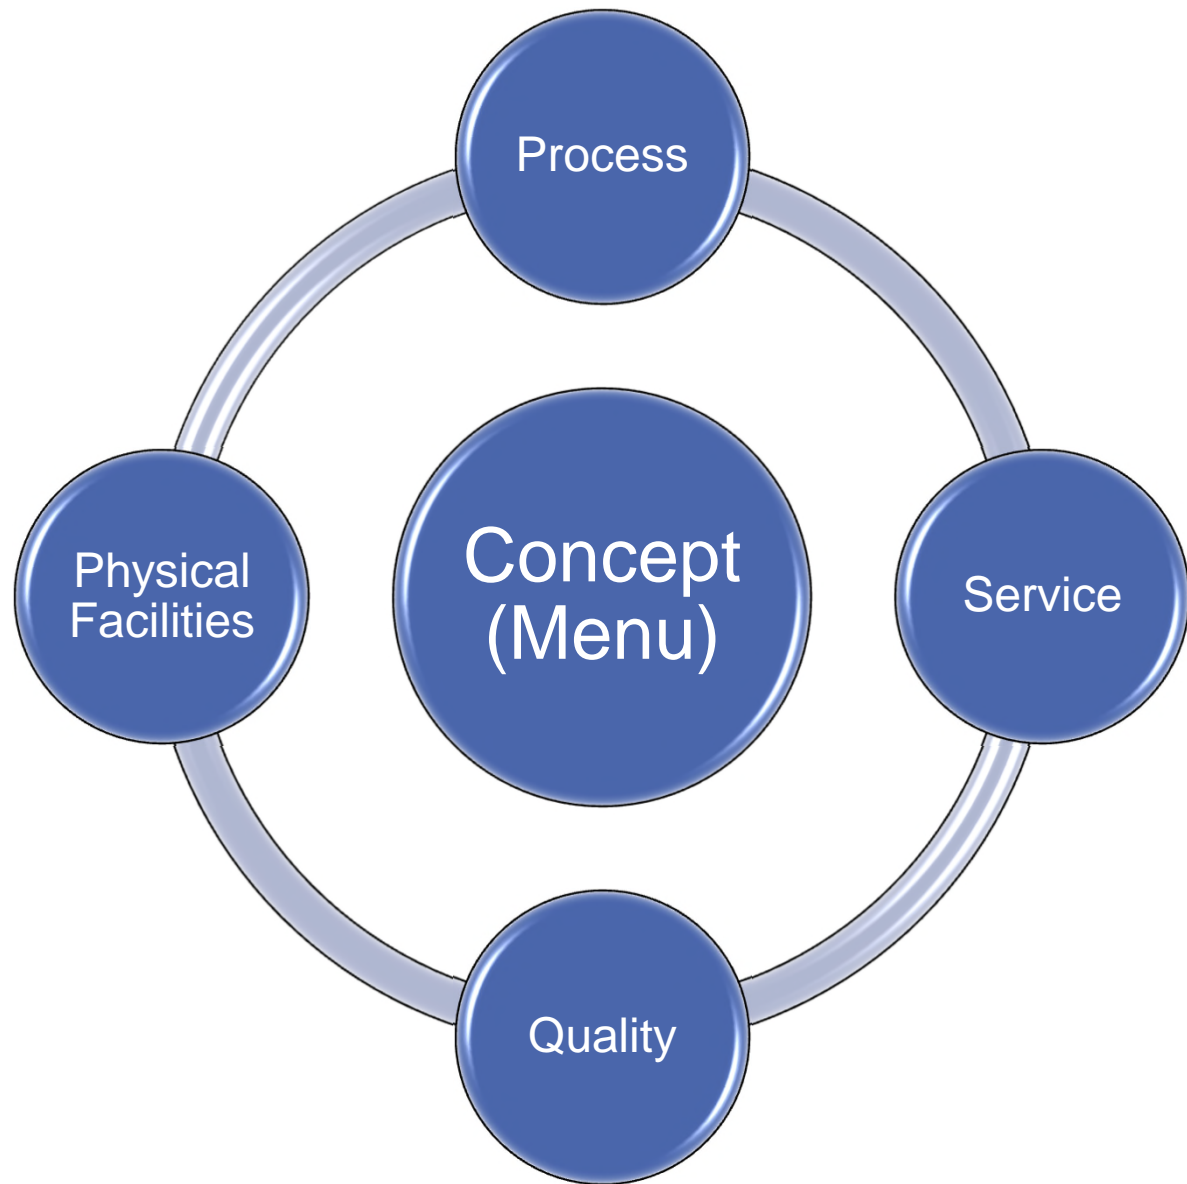 Process
Physical
Facilities
Concept
(Menu)
Service
Quality